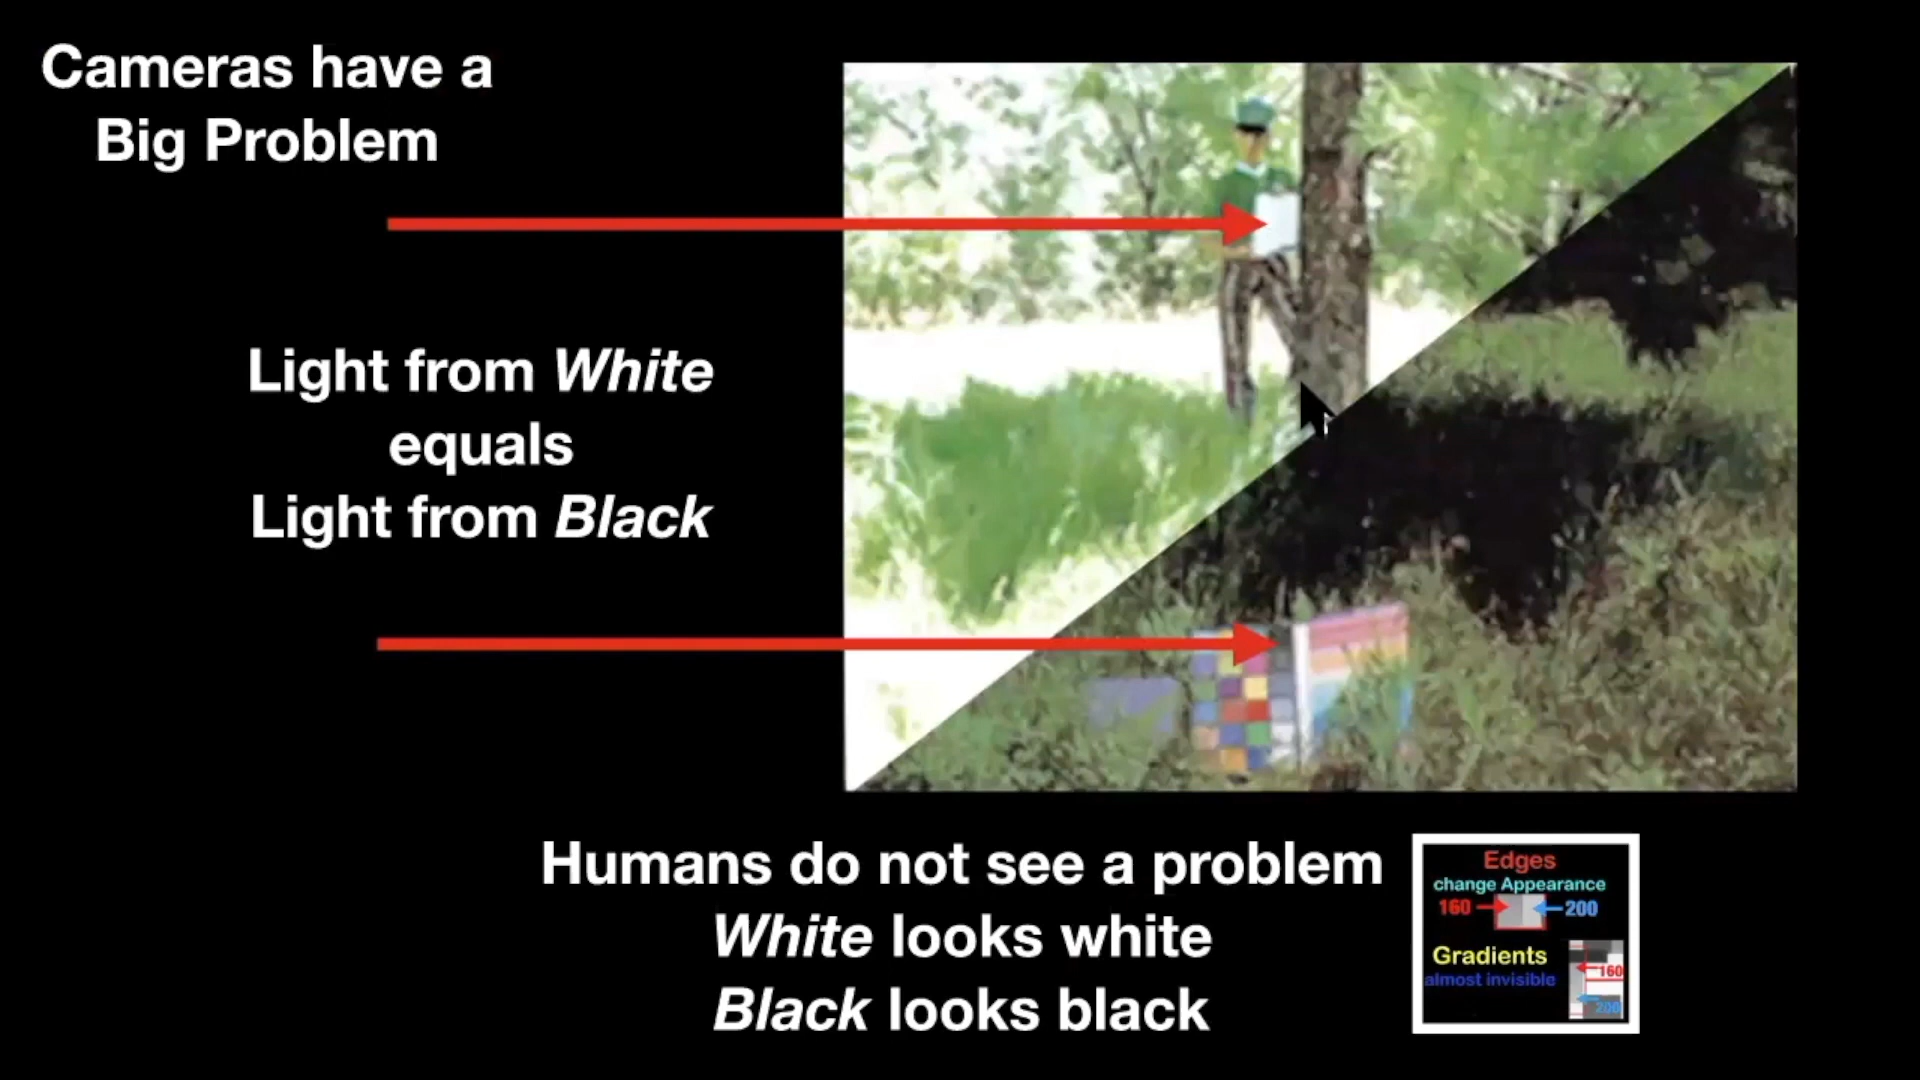 Cameras have a
Big Problem
Light from White
equals
Light from Black
Humans do not see a problem
White looks white
Black looks black
Edges
change Appearance
160
200
Gradients
almost invisible
160
200